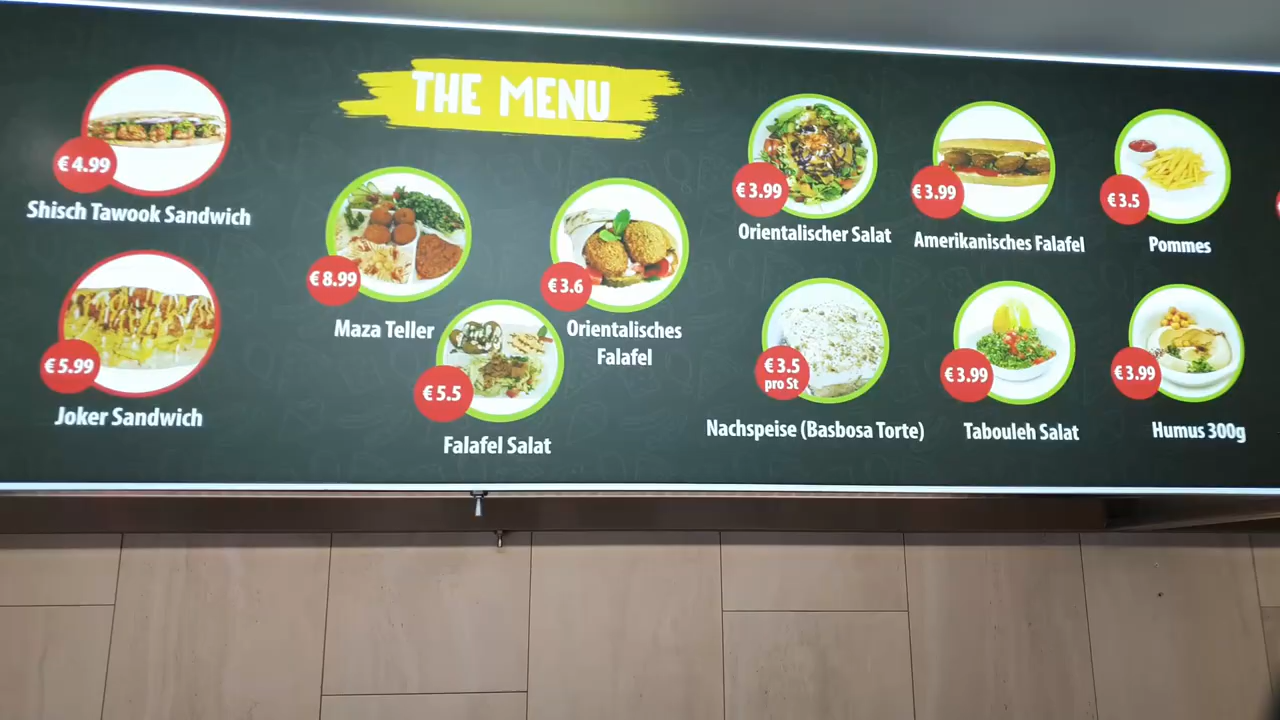 THE MENU
€ 4.99
Shisch Tawook Sandwich
€ 5.99
Joker Sandwich
€ 8.99
Maza Teller
€ 3.6
Orientalisches
Falafel
€ 5.5
Falafel Salat
€ 3.99
Orientalischer Salat
€ 3.99
Amerikanisches Falafel
€ 3.5
Pommes
€ 3.5
pro St
Nachspeise (Basbosa Torte)
€ 3.99
Tabouleh Salat
€ 3.99
Humus 300g